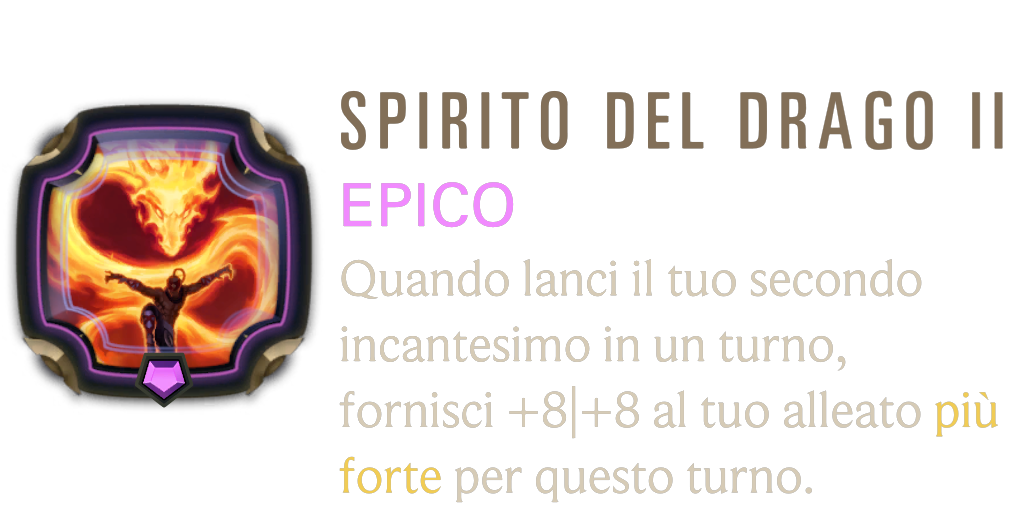 SPIRITO DEL DRAGO II
EPICO
Quando lanci il tuo secondo
incantesimo in un turno,
fornisci +8|+8 al tuo alleato più
forte per questo turno.